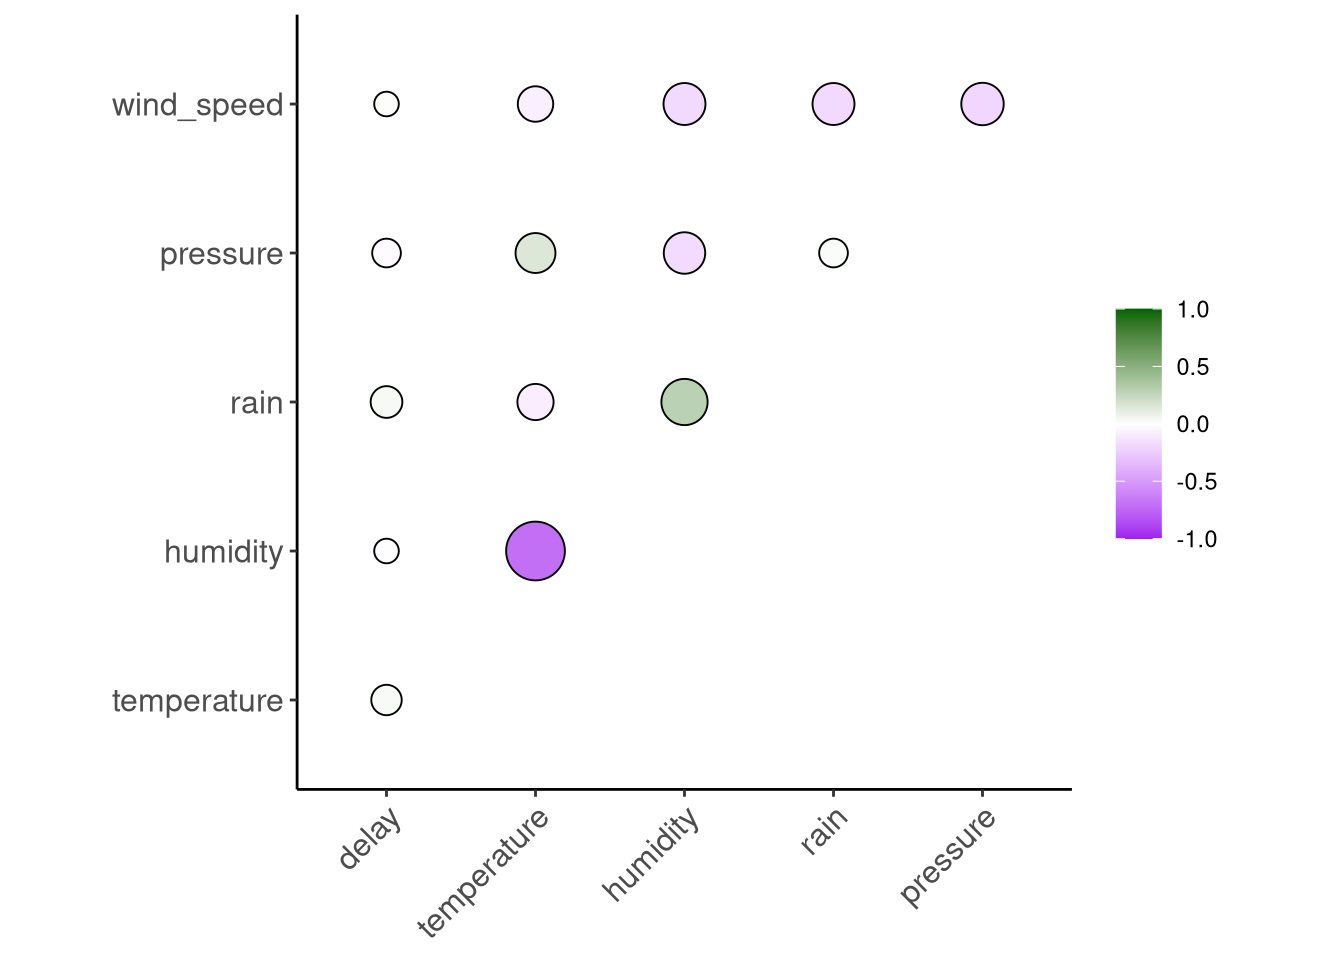 wind_speed
pressure
rain
humidity
temperature
delay
temperature
humidity
rain
pressure
1.0
0.5
0.0
-0.5
-1.0